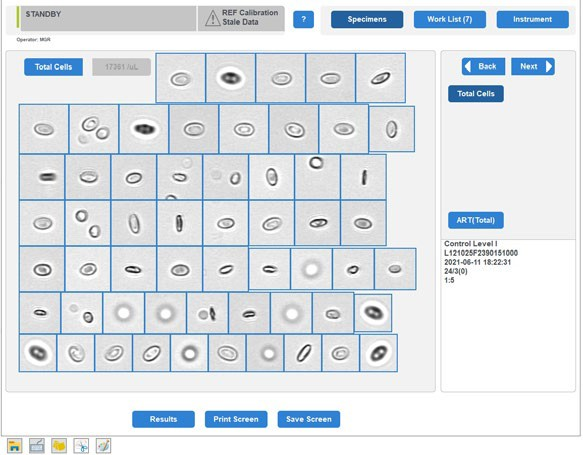 STANDBY
REF Calibration
Stale Data
?
Specimens
Work List (7)
Instrument
Operator: MGR
Total Cells
17361 /uL
Back
Next
Total Cells
ART(Total)
Control Level I
L121025F2390151000
2021-06-11 18:22:31
24/3(0)
1:5
Results
Print Screen
Save Screen